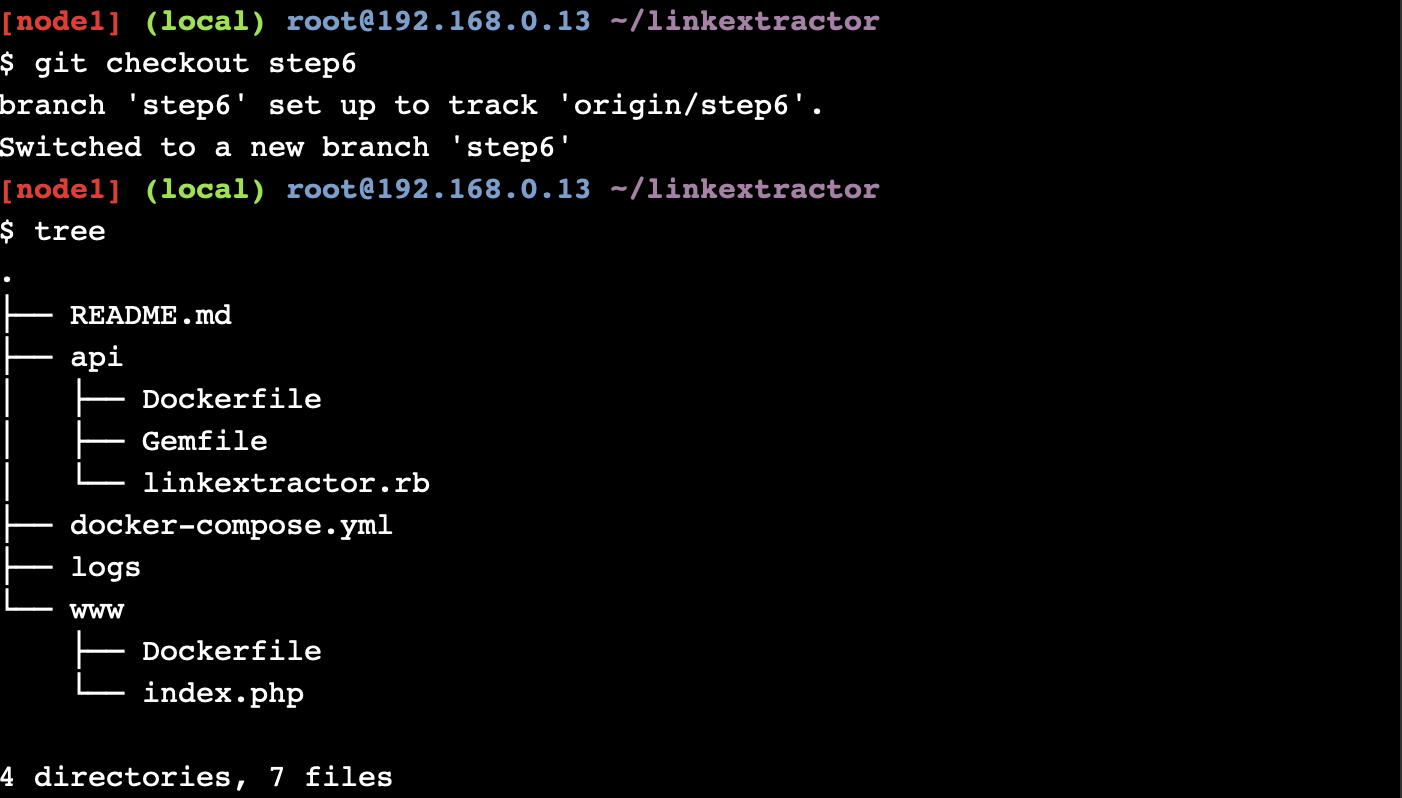 [node1] (local) root@192.168.0.13 ~/linkextractor
$ git checkout step6
branch 'step6' set up to track 'origin/step6'.
Switched to a new branch 'step6'
[node1] (local) root@192.168.0.13 ~/linkextractor
$ tree
.
├── README.md
├── api
│   ├── Dockerfile
│   ├── Gemfile
│   └── linkextractor.rb
├── docker-compose.yml
├── logs
└── www
    ├── Dockerfile
    └── index.php

4 directories, 7 files